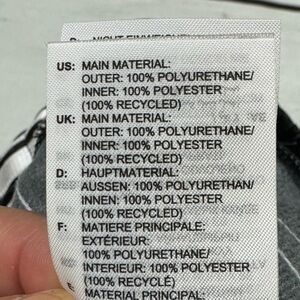 US: MAIN MATERIAL:
OUTER: 100% POLYURETHANE/
INNER: 100% POLYESTER
(100% RECYCLED)
UK: MAIN MATERIAL:
OUTER: 100% POLYURETHANE/
INNER: 100% POLYESTER
(100% RECYCLED)
D: HAUPTMATERIAL:
AUSSEN: 100% POLYURETHAN/
INNEN: 100% POLYESTER
(100% RECYCELT)
F: MATIERE PRINCIPALE:
EXTÉRIEUR:
100% POLYURETHANE/
INTERIEUR: 100% POLYESTER
(100% RECYCLÉ)
E MATERIAL PRINCIPAL: